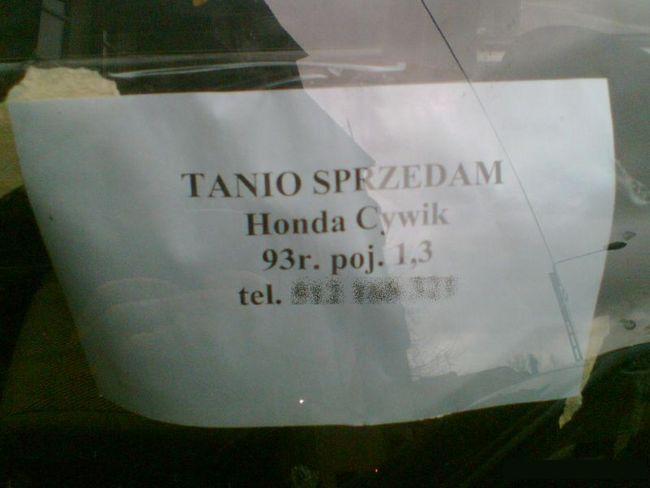 TANIO SPRZEDAM
Honda Cywik
93r. poj. 1,3
tel.